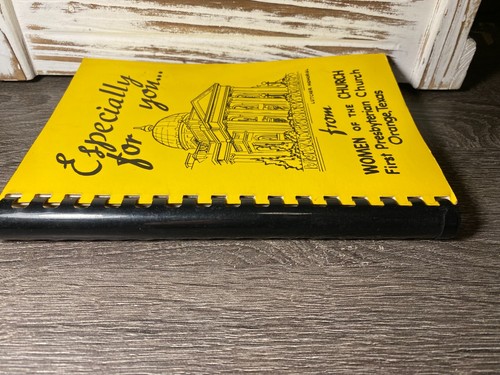 Especially
for you...
from
WOMEN OF THE CHURCH
First Presbyterian Church
Orange, Texas